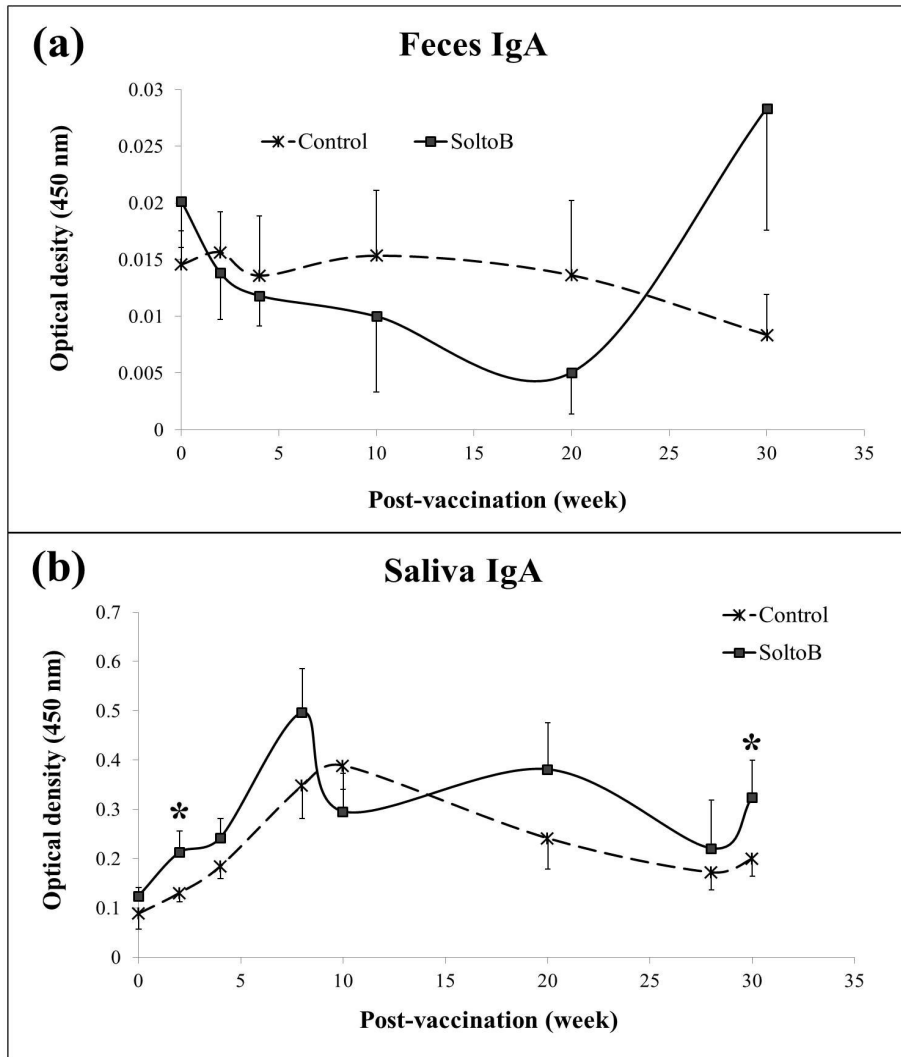 (a)
Feces IgA
Optical desity (450 nm)
0.03
0.025
0.02
0.015
0.01
0.005
0
Control
SoltoB
0 5 10 15 20 25 30 35
Post-vaccination (week)
(b)
Saliva IgA
Optical density (450 nm)
0.7
0.6
0.5
0.4
0.3
0.2
0.1
0
Control
SoltoB
*
*
0 5 10 15 20 25 30 35
Post-vaccination (week)